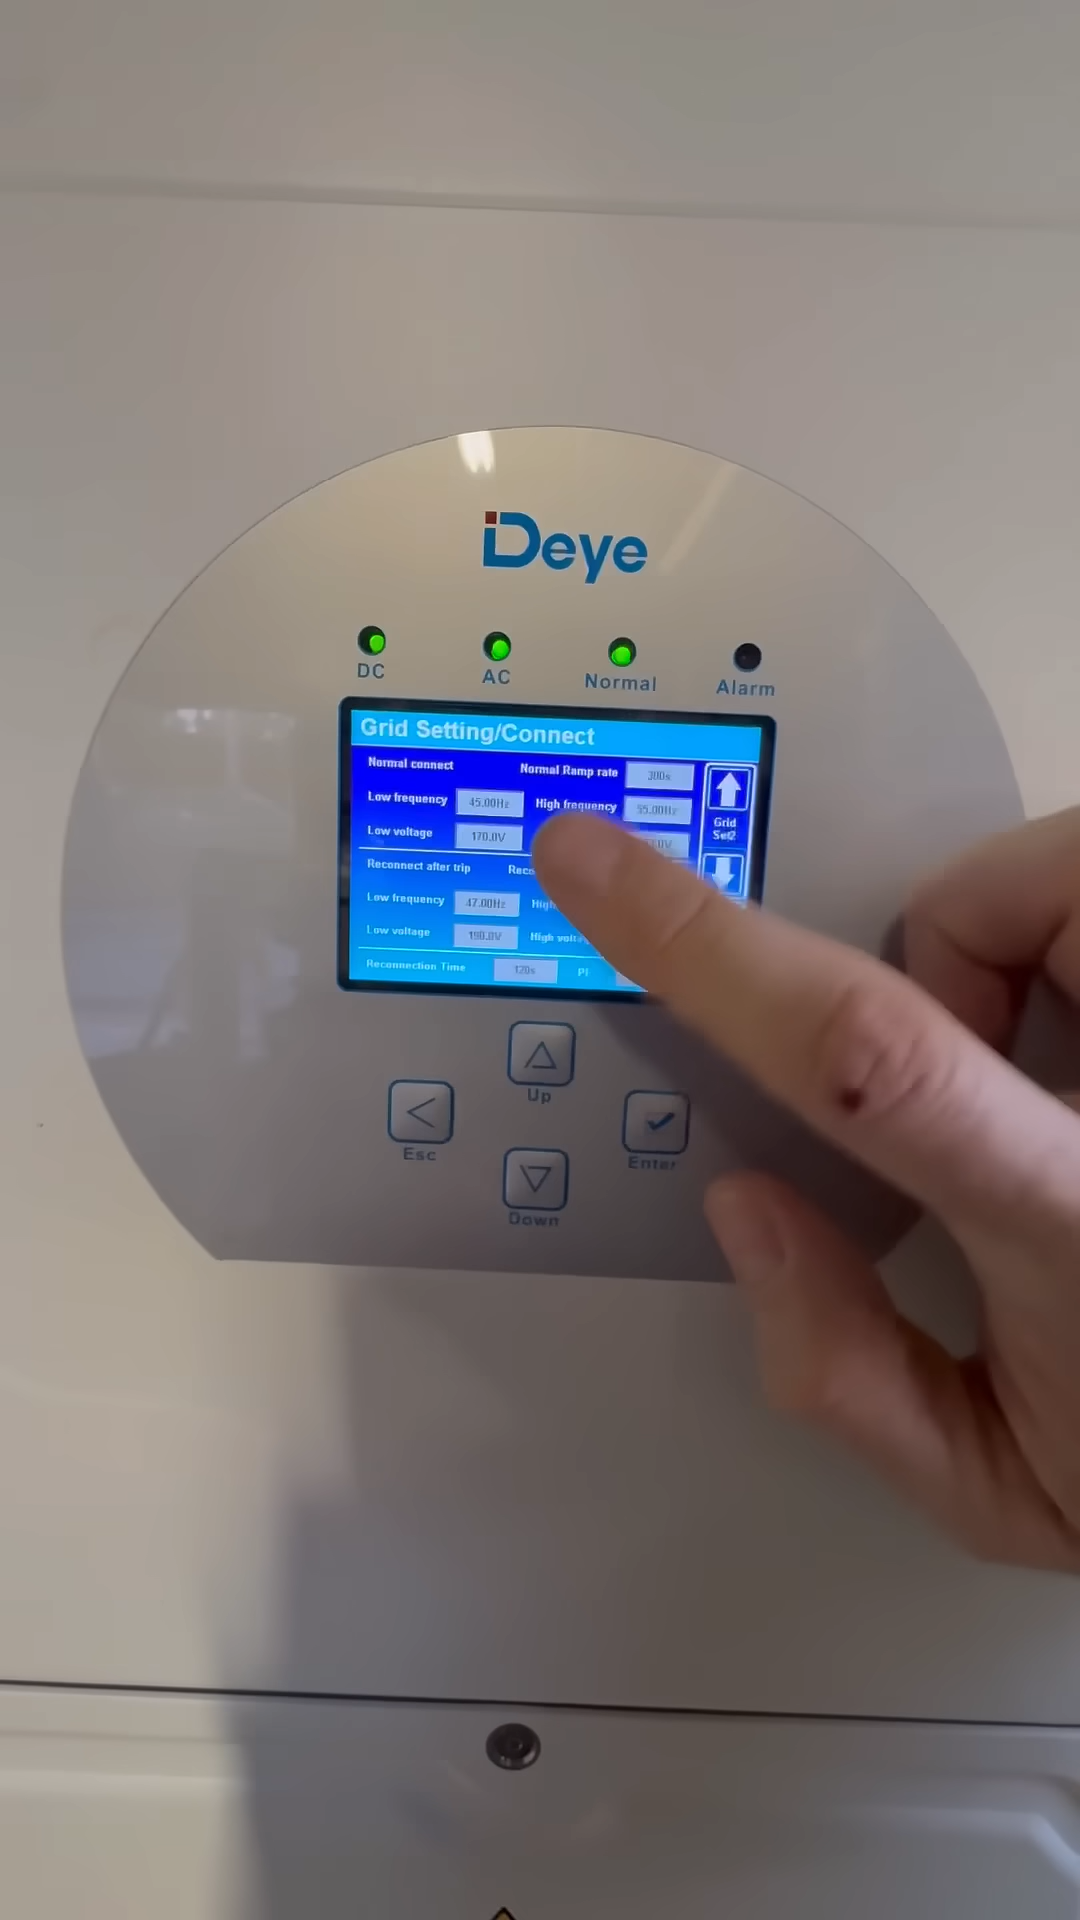 Deye
DC AC Normal Alarm
Grid Setting/Connect
Normal connect Normal Ramp rate 300s
Low frequency 45.00Hz High frequency 55.00Hz
Low voltage 170.0V
Grid
Set2
Reconnect after trip
Low frequency 47.00Hz
Low voltage 190.0V High
Reconnection Time 120s PF
Up
Esc Enter
Down